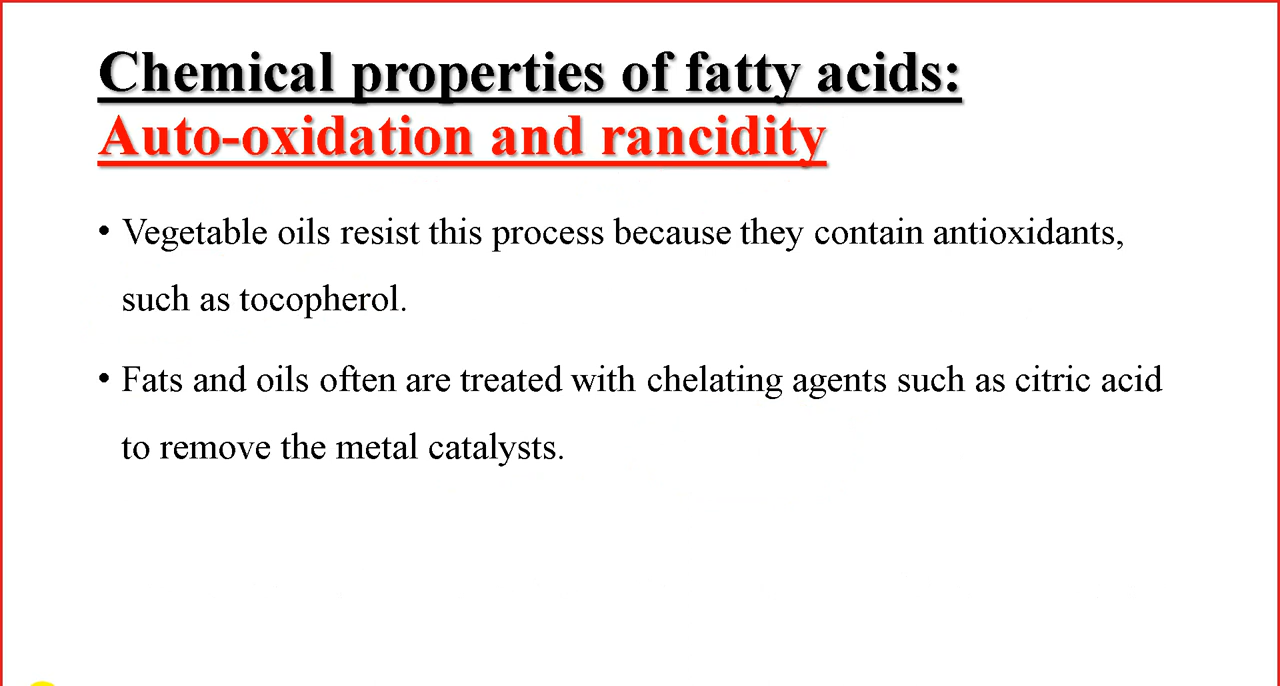 Chemical properties of fatty acids:
Auto-oxidation and rancidity
• Vegetable oils resist this process because they contain antioxidants,
such as tocopherol.
• Fats and oils often are treated with chelating agents such as citric acid
to remove the metal catalysts.